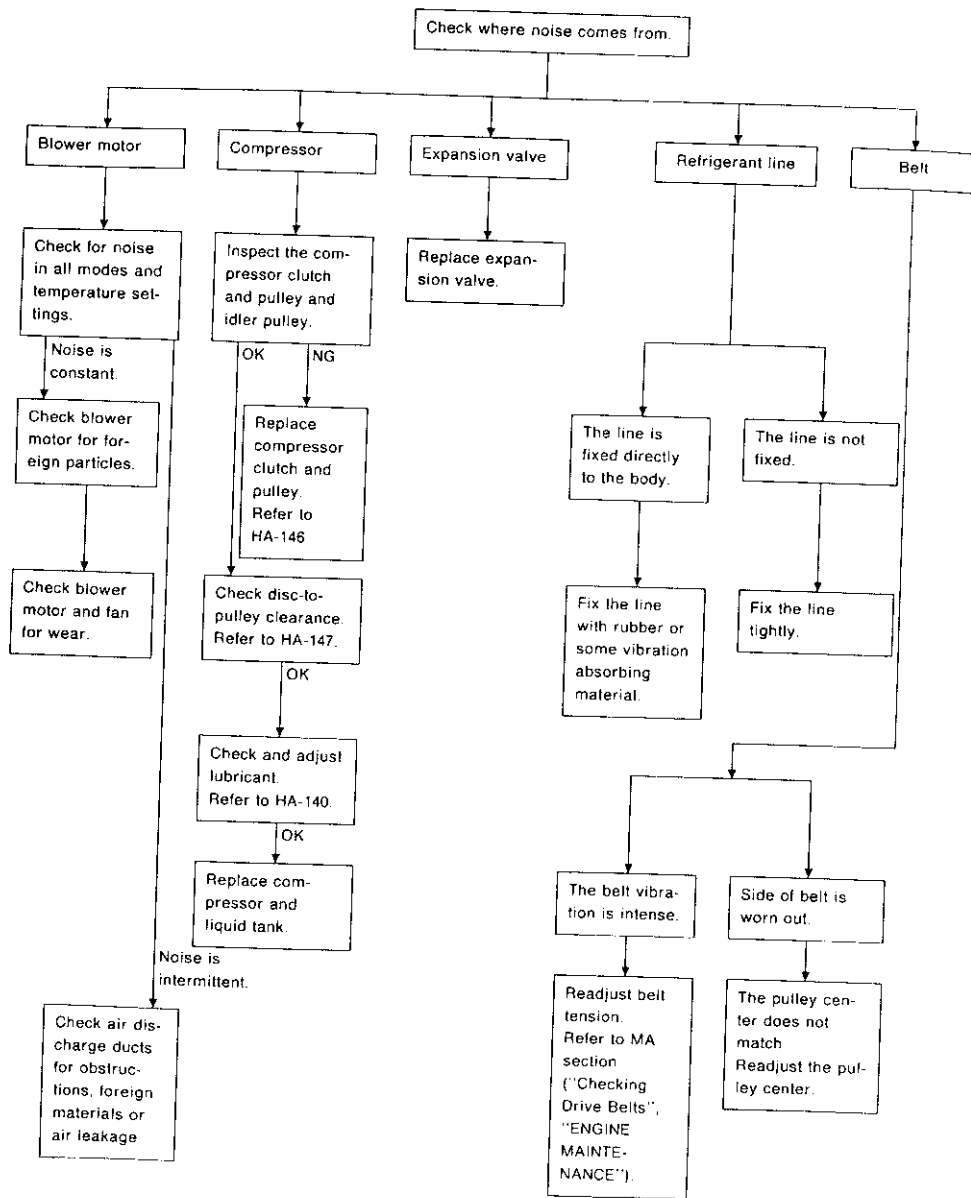 Check where noise comes from.
Blower motor
Compressor
Expansion valve
Refrigerant line
Belt
Check for noise
in all modes and
temperature set-
tings.
Inspect the com-
pressor clutch
and pulley and
idler pulley.
Replace expan-
sion valve.
Noise is
constant.
OK
NG
Check blower
motor for for-
eign particles.
Replace
compressor
clutch and
pulley.
Refer to
HA-146
The line is
fixed directly
to the body.
The line is not
fixed.
Check blower
motor and fan
for wear.
Check disc-to-
pulley clearance.
Refer to HA-147.
Fix the line
with rubber or
some vibration
absorbing
material.
Fix the line
tightly.
OK
Check and adjust
lubricant.
Refer to HA-140.
OK
Replace com-
pressor and
liquid tank.
The belt vibra-
tion is intense.
Side of belt is
worn out.
Noise is
intermittent.
Check air dis-
charge ducts
for obstruc-
tions, foreign
materials or
air leakage
Readjust belt
tension.
Refer to MA
section
("Checking
Drive Belts",
"ENGINE
MAINTE-
NANCE").
The pulley cen-
ter does not
match
Readjust the pul-
ley center.